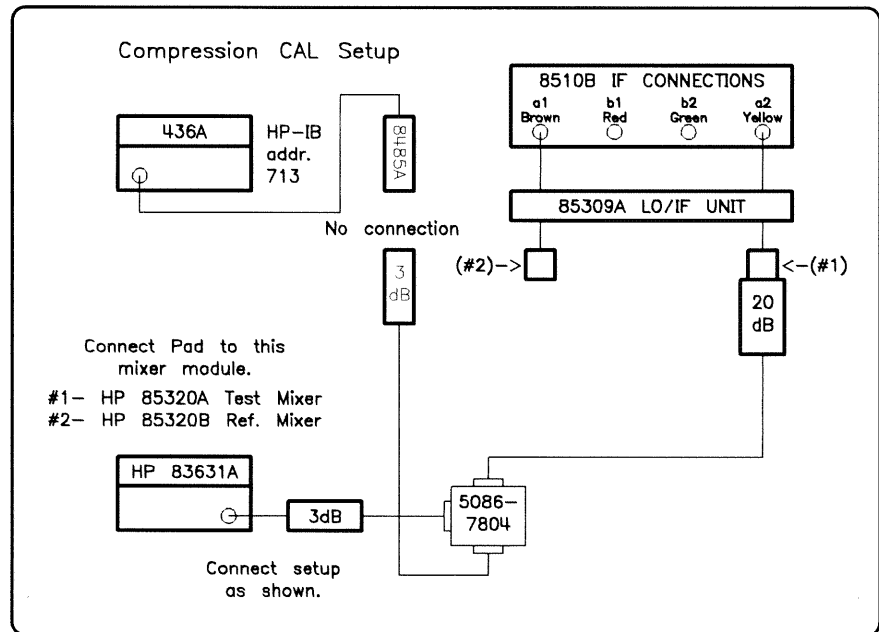 Compression CAL Setup
436A
HP-IB
addr.
713
8485A
8510B IF CONNECTIONS
a1 b1 b2 a2
Brown Red Green Yellow
85309A LO/IF UNIT
No connection
(#2)->
<-(#1)
3
dB
20
dB
Connect Pad to this
mixer module.
#1- HP 85320A Test Mixer
#2- HP 85320B Ref. Mixer
HP 83631A
3dB
5086-
7804
Connect setup
as shown.